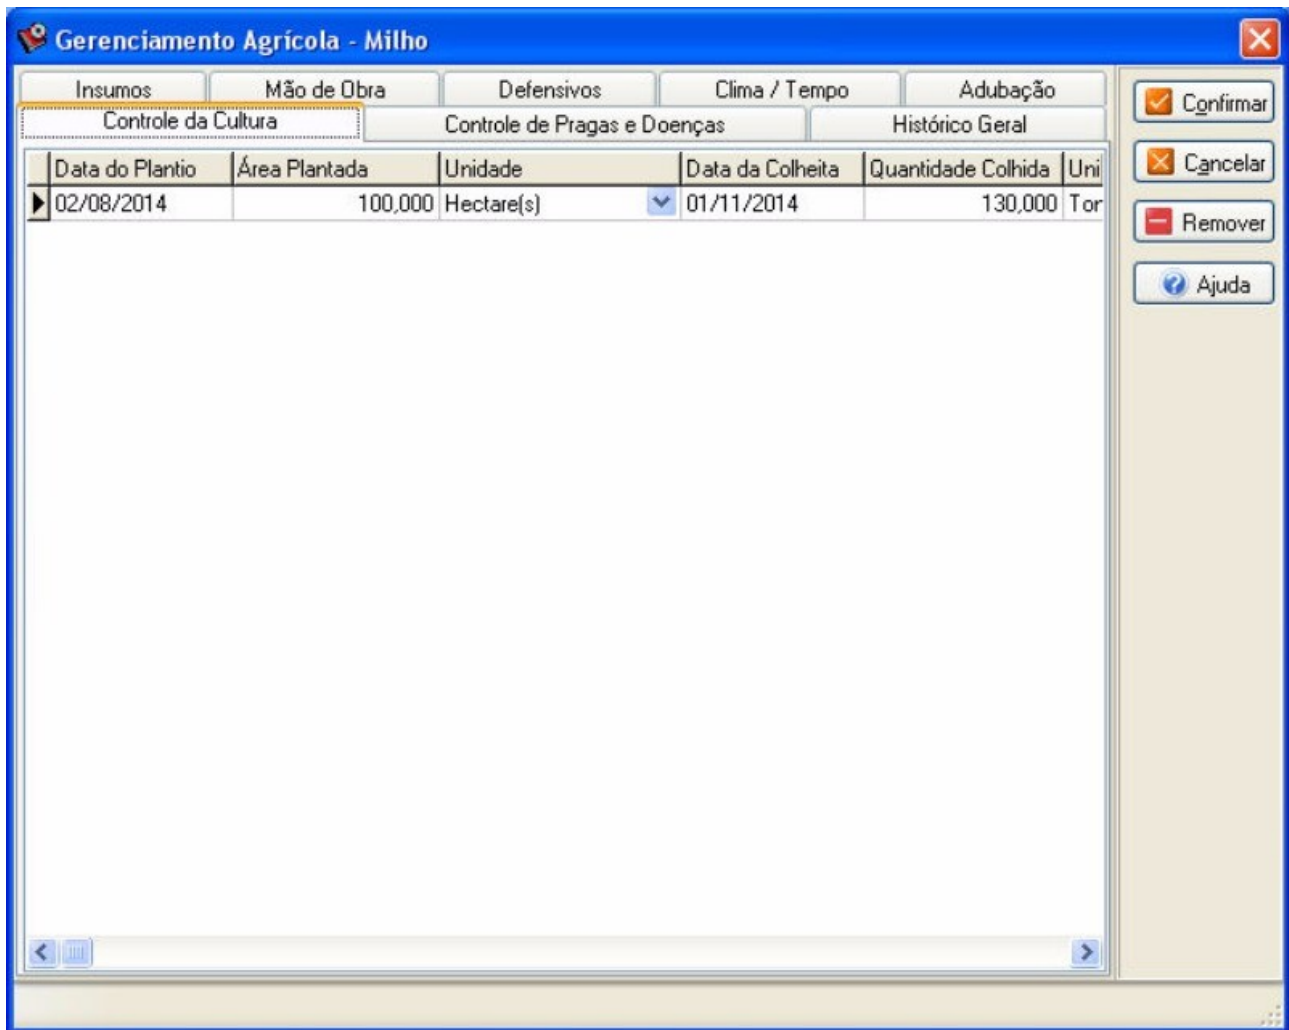 Gerenciamento Agrícola - Milho
Insumos Mão de Obra Defensivos Clima / Tempo Adubação
Controle da Cultura Controle de Pragas e Doenças Histórico Geral
Data do Plantio Área Plantada Unidade Data da Colheita Quantidade Colhida Uni
02/08/2014 100,000 Hectare(s) 01/11/2014 130,000 Ton
Confirmar
Cancelar
Remover
Ajuda